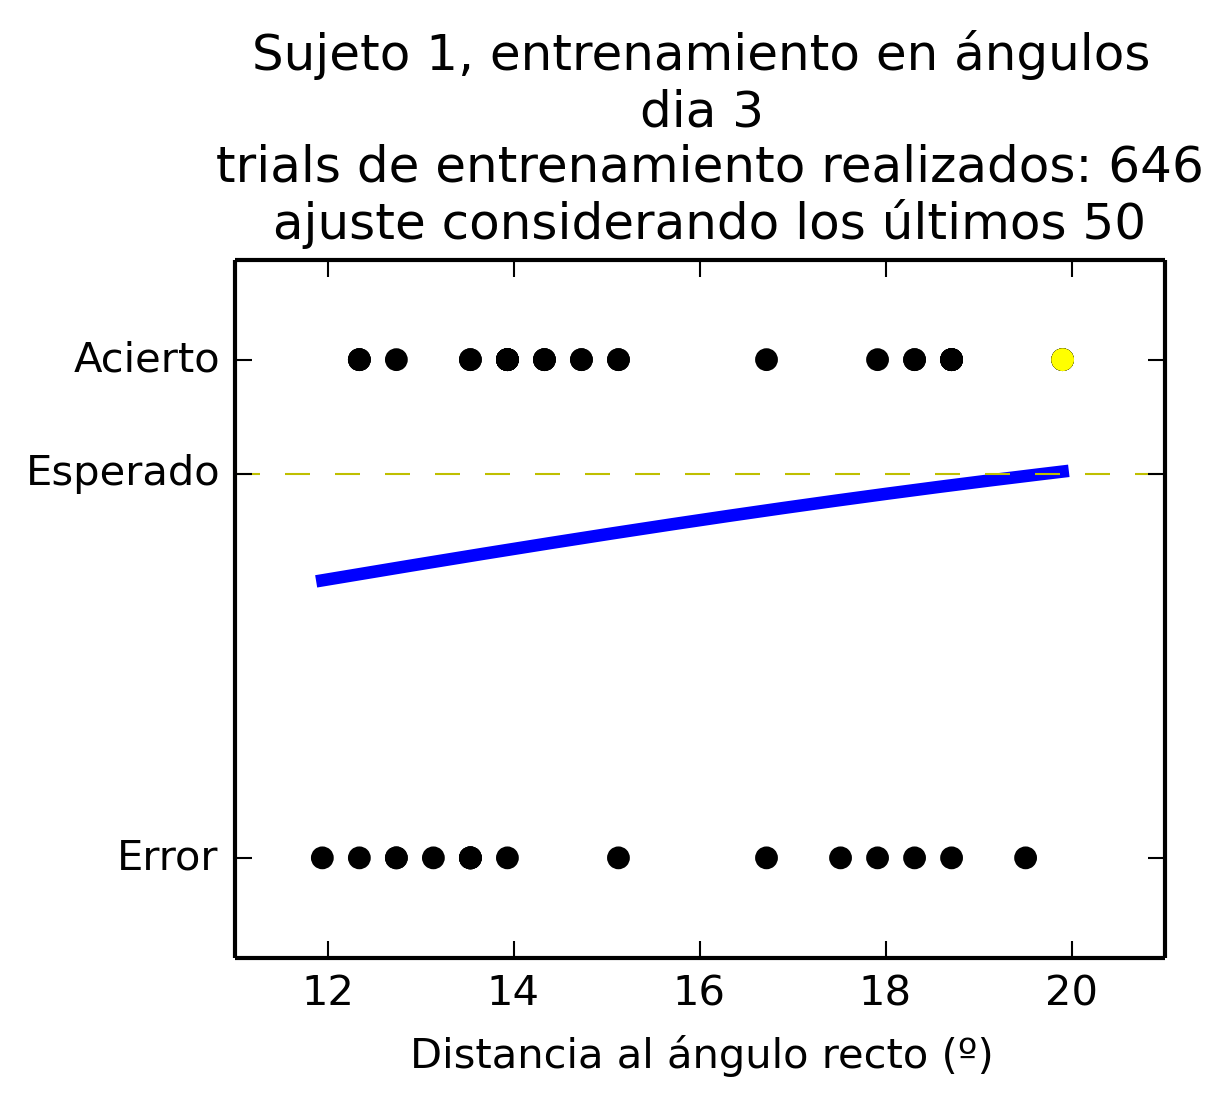 Sujeto 1, entrenamiento en ángulos
dia 3
trials de entrenamiento realizados: 646
ajuste considerando los últimos 50
Acierto
Esperado
Error
12 14 16 18 20
Distancia al ángulo recto (º)